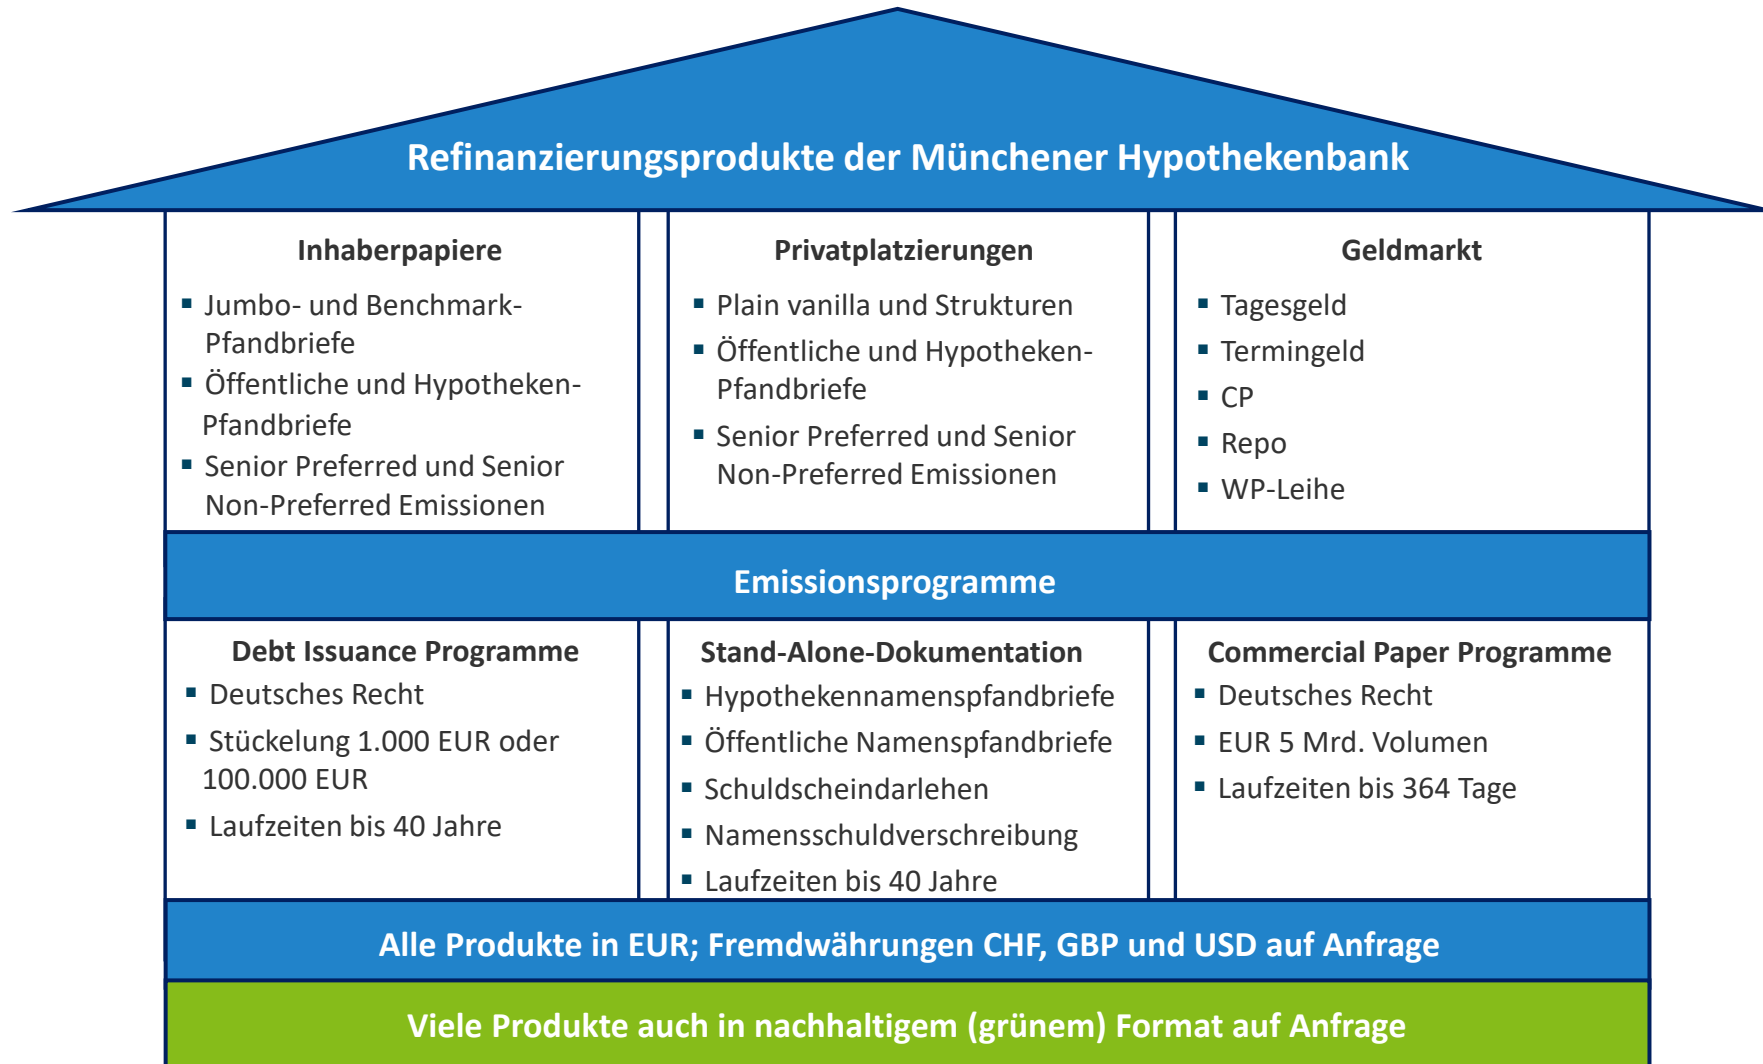 Refinanzierungsprodukte der Münchener Hypothekenbank
Inhaberpapiere
▪ Jumbo- und Benchmark-
Pfandbriefe
▪ Öffentliche und Hypotheken-
Pfandbriefe
▪ Senior Preferred und Senior
Non-Preferred Emissionen
Privatplatzierungen
▪ Plain vanilla und Strukturen
▪ Öffentliche und Hypotheken-
Pfandbriefe
▪ Senior Preferred und Senior
Non-Preferred Emissionen
Geldmarkt
▪ Tagesgeld
▪ Termingeld
▪ CP
▪ Repo
▪ WP-Leihe
Emissionsprogramme
Debt Issuance Programme
▪ Deutsches Recht
▪ Stückelung 1.000 EUR oder
100.000 EUR
▪ Laufzeiten bis 40 Jahre
Stand-Alone-Dokumentation
▪ Hypothekennamenspfandbriefe
▪ Öffentliche Namenspfandbriefe
▪ Schuldscheindarlehen
▪ Namensschuldverschreibung
▪ Laufzeiten bis 40 Jahre
Commercial Paper Programme
▪ Deutsches Recht
▪ EUR 5 Mrd. Volumen
▪ Laufzeiten bis 364 Tage
Alle Produkte in EUR; Fremdwährungen CHF, GBP und USD auf Anfrage
Viele Produkte auch in nachhaltigem (grünem) Format auf Anfrage